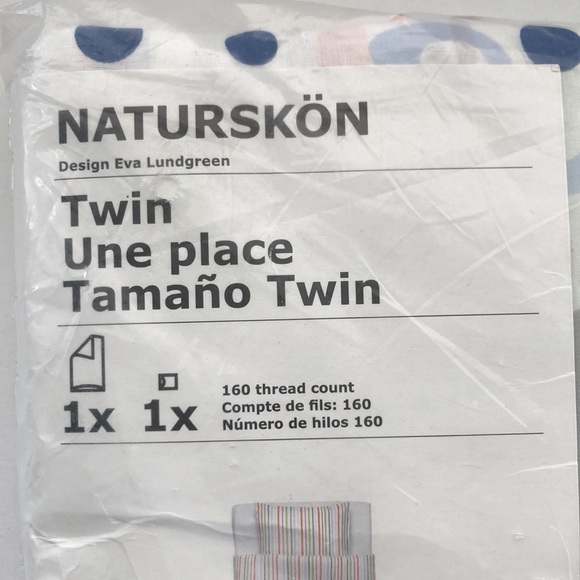 NATURSKÖN
Design Eva Lundgreen
Twin
Une place
Tamaño Twin
1x 1x
160 thread count
Compte de fils: 160
Número de hilos 160